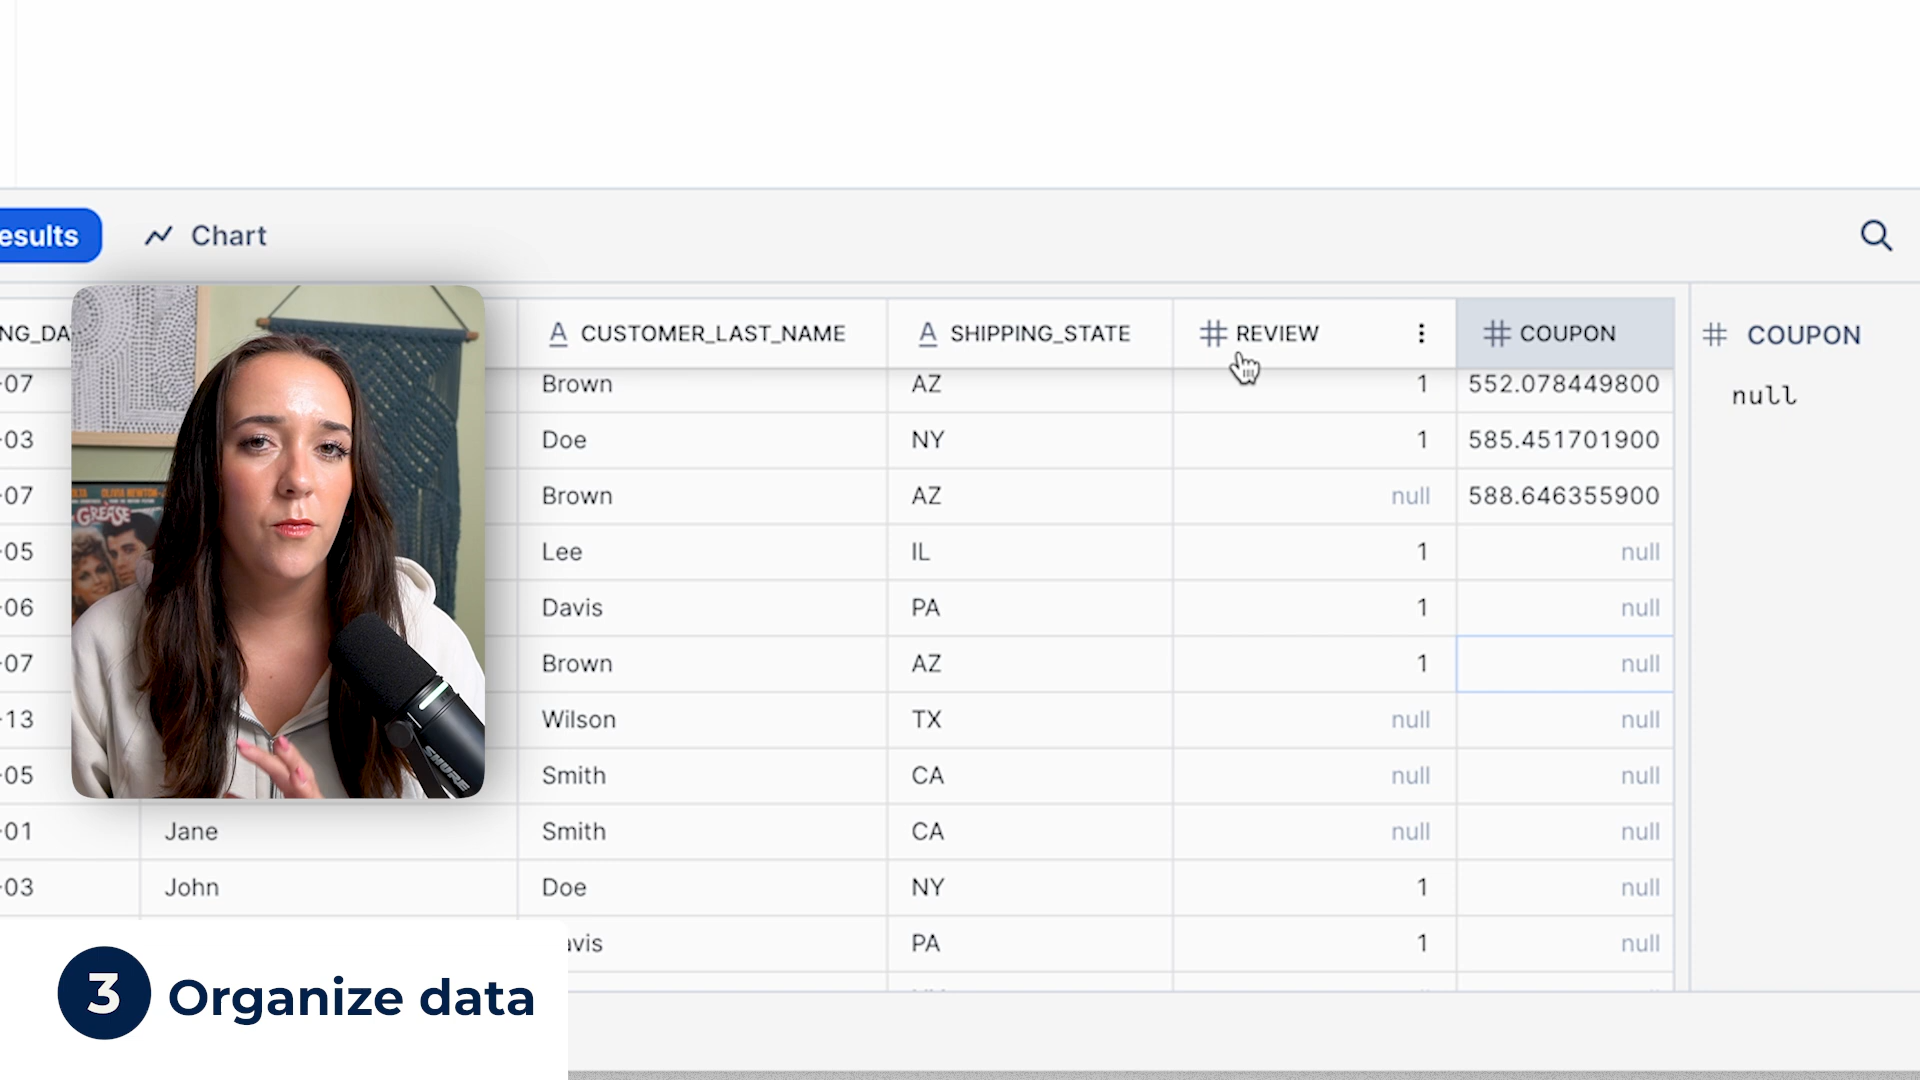 esults
Chart
NG_DA
CUSTOMER_LAST_NAME
SHIPPING_STATE
REVIEW
COUPON
COUPON
null
-07
Brown
AZ
1
552.078449800
-03
Doe
NY
1
585.451701900
-07
Brown
AZ
null
588.646355900
-05
Lee
IL
1
null
-06
Davis
PA
1
null
-07
Brown
AZ
1
null
-13
Wilson
TX
null
null
-05
Smith
CA
null
null
-01
Jane
Smith
CA
null
null
-03
John
Doe
NY
1
null
avis
PA
1
null
GREASE
SHURE
3 Organize data